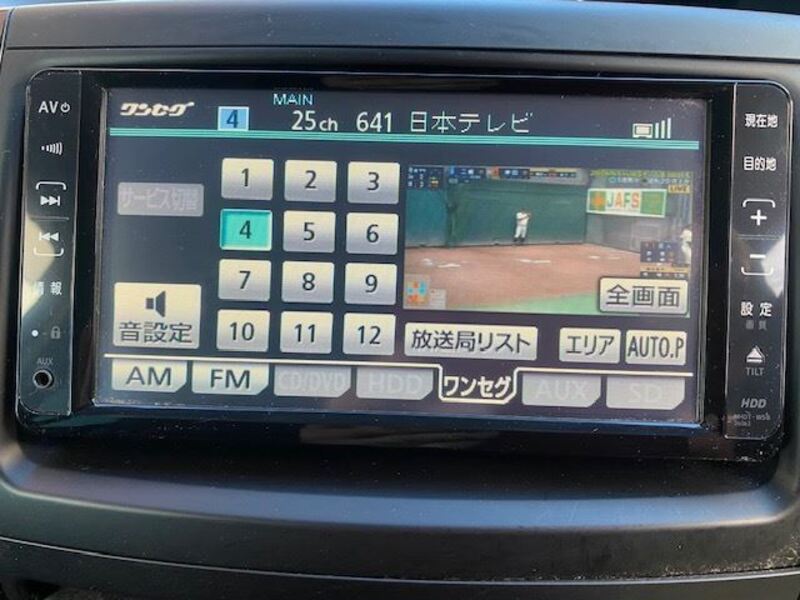 AV
ワンセグ
4
MAIN
25ch 641 日本テレビ
サービス切替
1 2 3
4 5 6
7 8 9
10 11 12
音設定
LIVE
JAFS
全画面
放送局リスト
エリア
AUTO.P
AM
FM
CD/DVD
HDD
ワンセグ
AUX
SD
情報
AUX
現在地
目的地
+
−
設定
画質
TILT
HDD